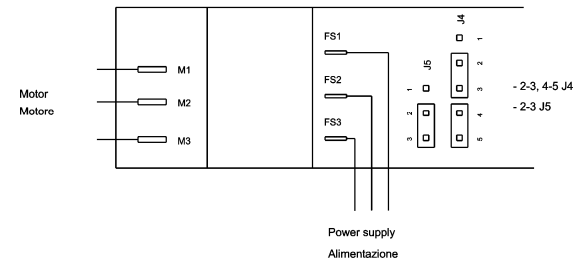 J4
FS1
1
J5
2
M1
FS2
1
3
- 2-3, 4-5 J4
Motor
M2
- 2-3 J5
Motore
2
4
FS3
M3
3
5
Power supply
Alimentazione